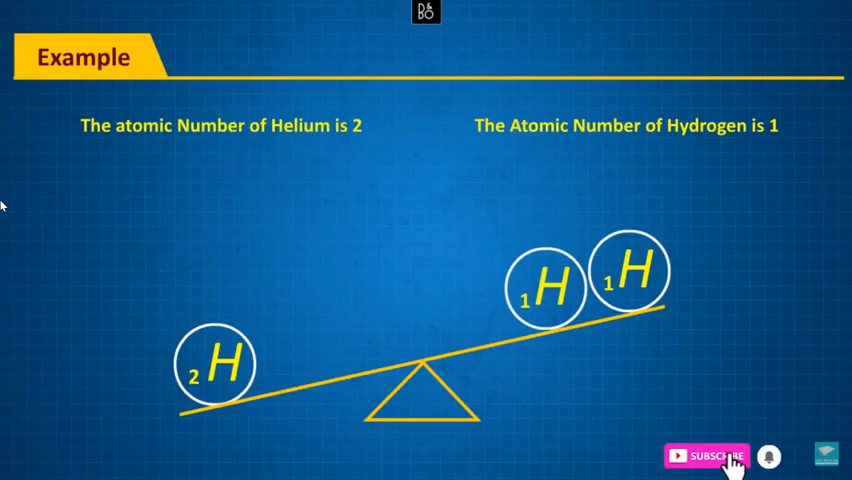 D&
BO
Example
The atomic Number of Helium is 2
The Atomic Number of Hydrogen is 1
1H
1H
2H
SUBSCRIBE